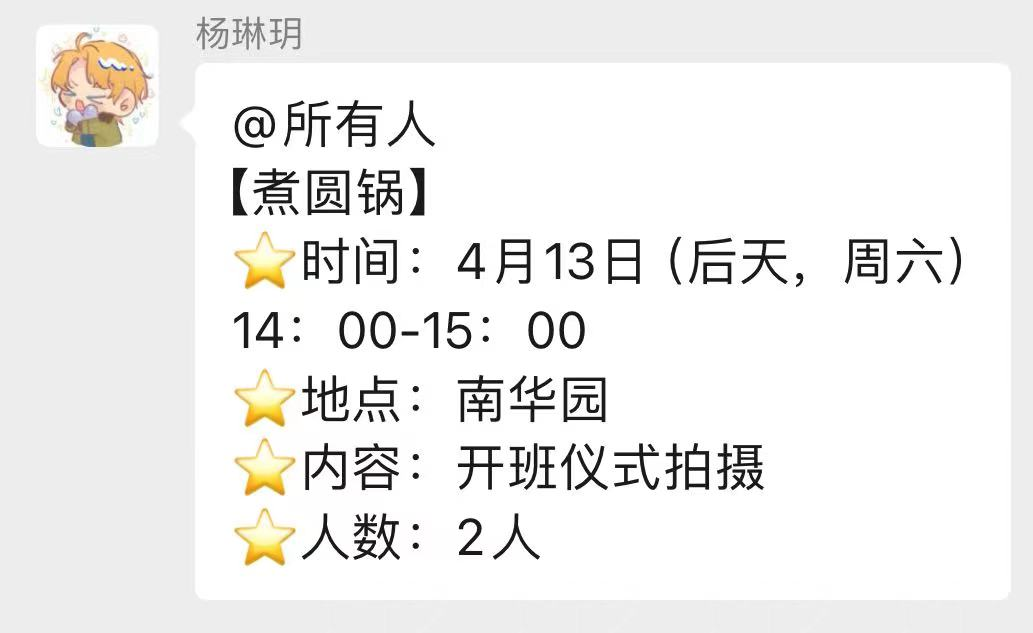 杨琳玥
@所有人
【煮圆锅】
⭐时间：4月13日（后天，周六）
14：00-15：00
⭐地点：南华园
⭐内容：开班仪式拍摄
⭐人数：2人